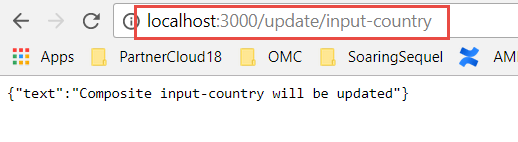 localhost:3000/update/input-country
Apps PartnerCloud18 OMC SoaringSequel AM
{"text":"Composite input-country will be updated"}